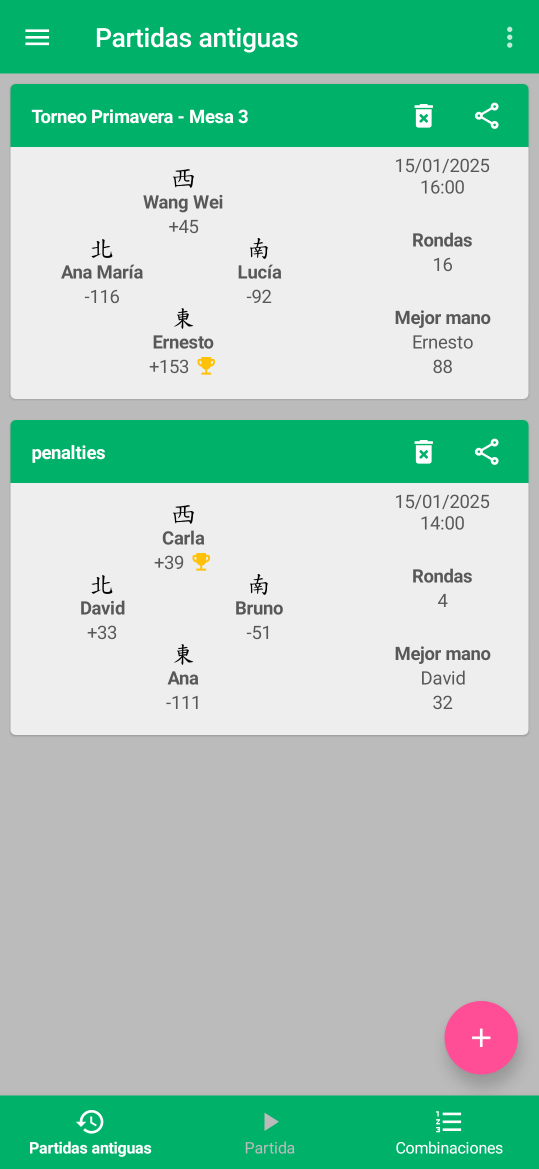 Partidas antiguas
Torneo Primavera - Mesa 3
西
Wang Wei
+45
北
Ana María
-116
南
Lucía
-92
東
Ernesto
+153
15/01/2025
16:00
Rondas
16
Mejor mano
Ernesto
88
penalties
西
Carla
+39
北
David
+33
南
Bruno
-51
東
Ana
-111
15/01/2025
14:00
Rondas
4
Mejor mano
David
32
Partidas antiguas
Partida
Combinaciones